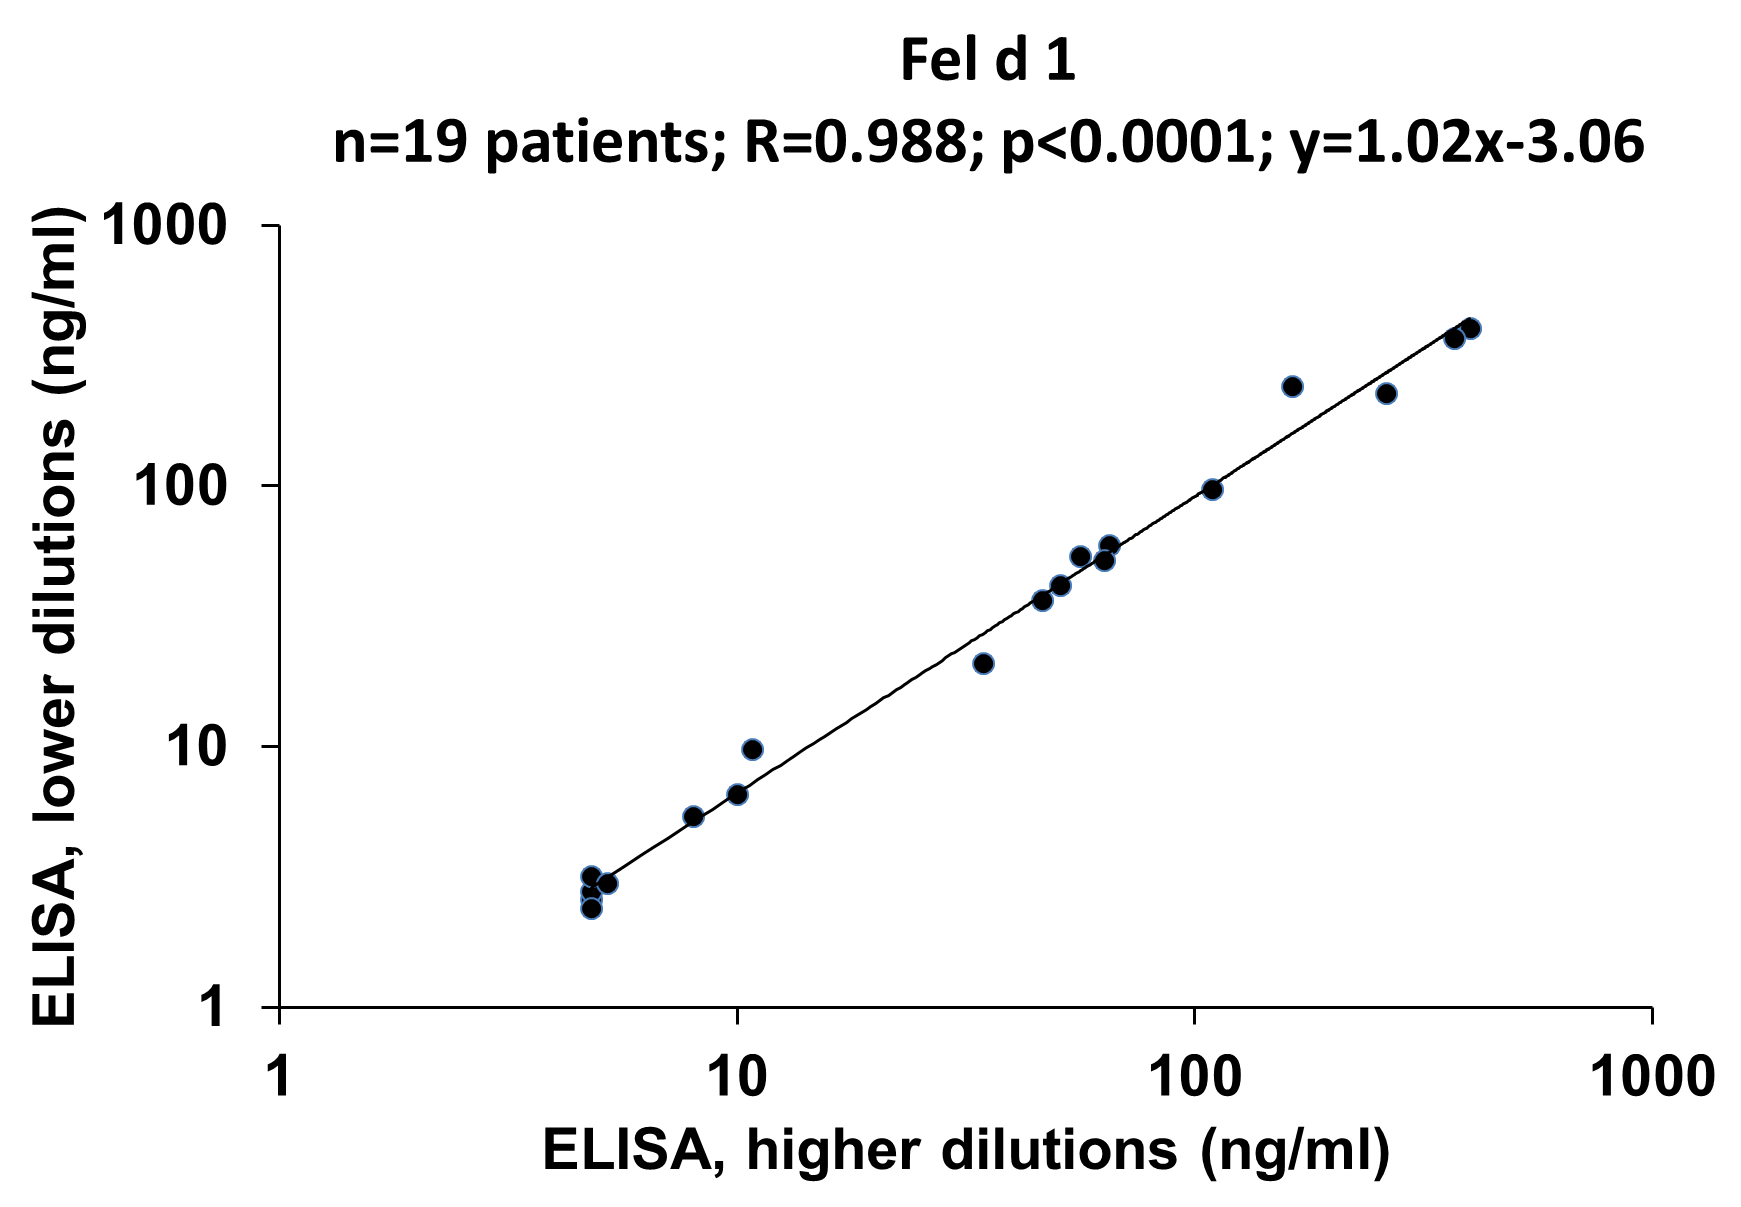 Fel d 1
n=19 patients; R=0.988; p<0.0001; y=1.02x-3.06
ELISA, lower dilutions (ng/ml)
1000
100
10
1
1 10 100 1000
ELISA, higher dilutions (ng/ml)